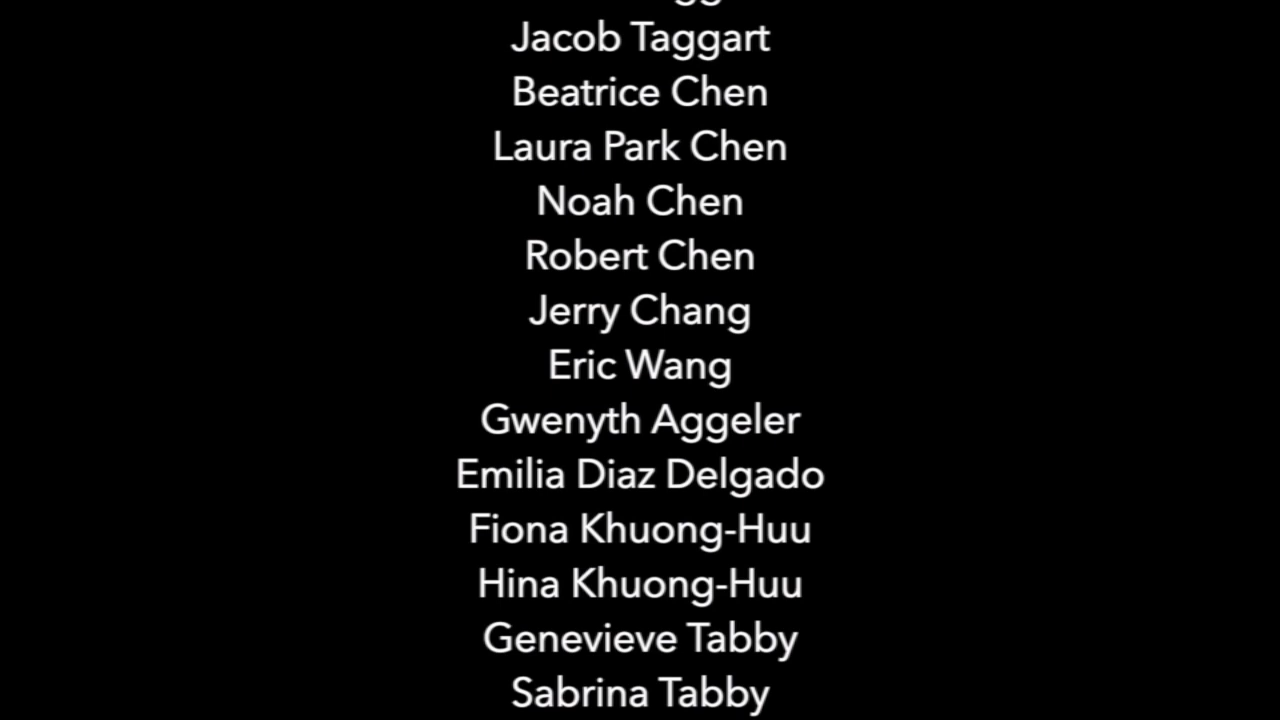 Jacob Taggart
Beatrice Chen
Laura Park Chen
Noah Chen
Robert Chen
Jerry Chang
Eric Wang
Gwenyth Aggeler
Emilia Diaz Delgado
Fiona Khuong-Huu
Hina Khuong-Huu
Genevieve Tabby
Sabrina Tabby